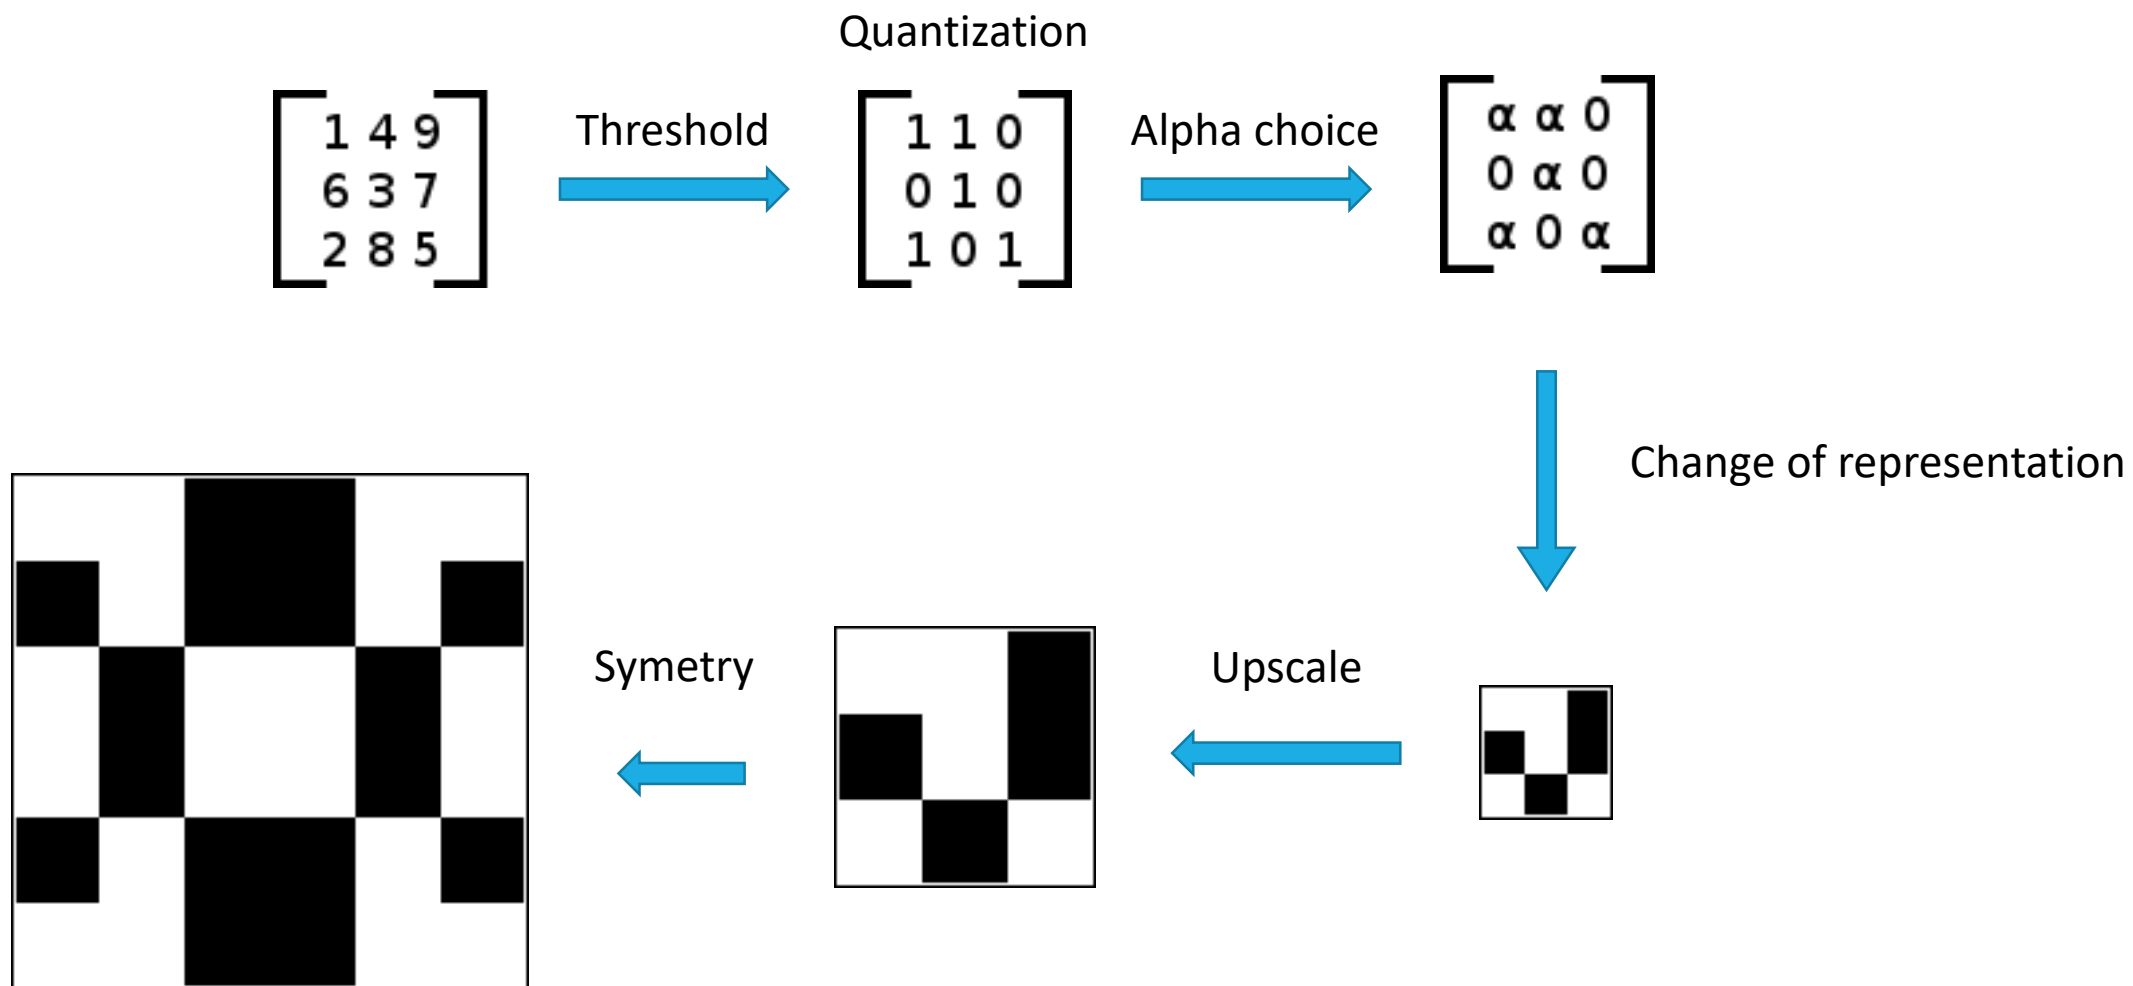 Quantization
1 4 9
6 3 7
2 8 5
Threshold
1 1 0
0 1 0
1 0 1
Alpha choice
α α 0
0 α 0
α 0 α
Change of representation
Upscale
Symetry